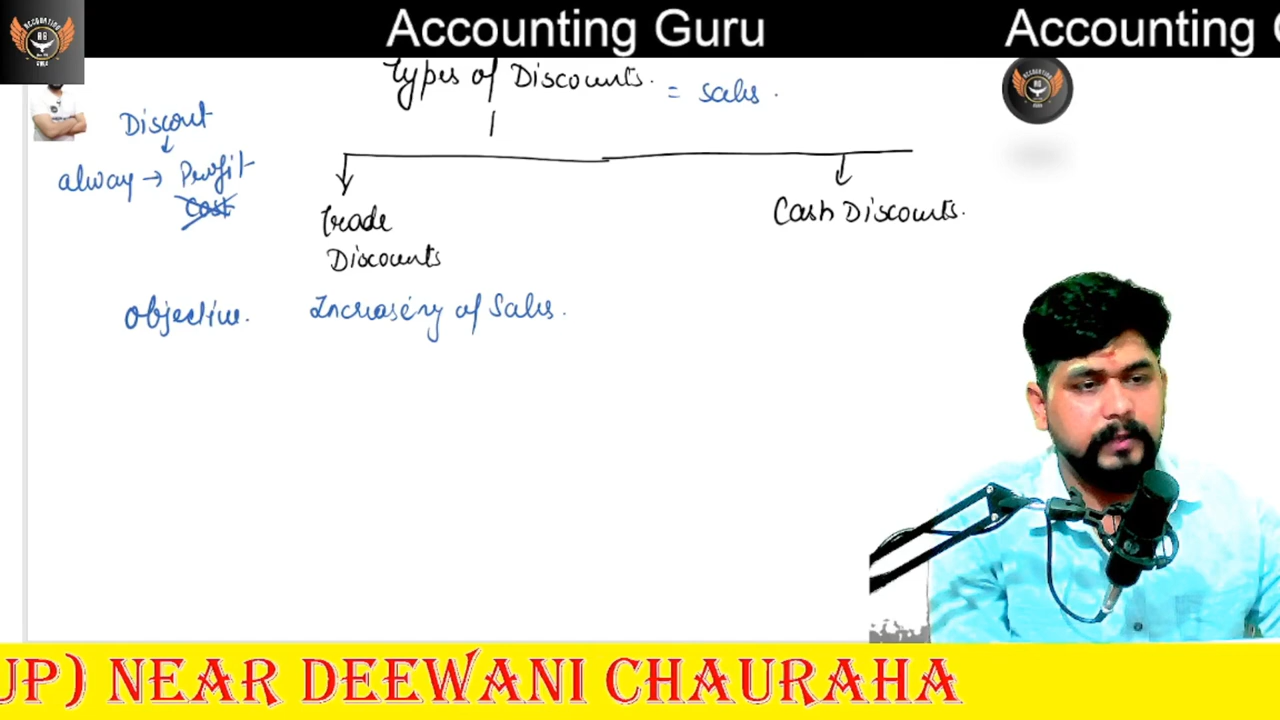 Accounting Guru
Accounting
Types of Discounts.
= Sales.
Discount
alway → Profit
Cost
Trade
Discounts
Cash Discounts.
Objective.
Increasing of Sales.
UP) NEAR DEEWANI CHAURAHA